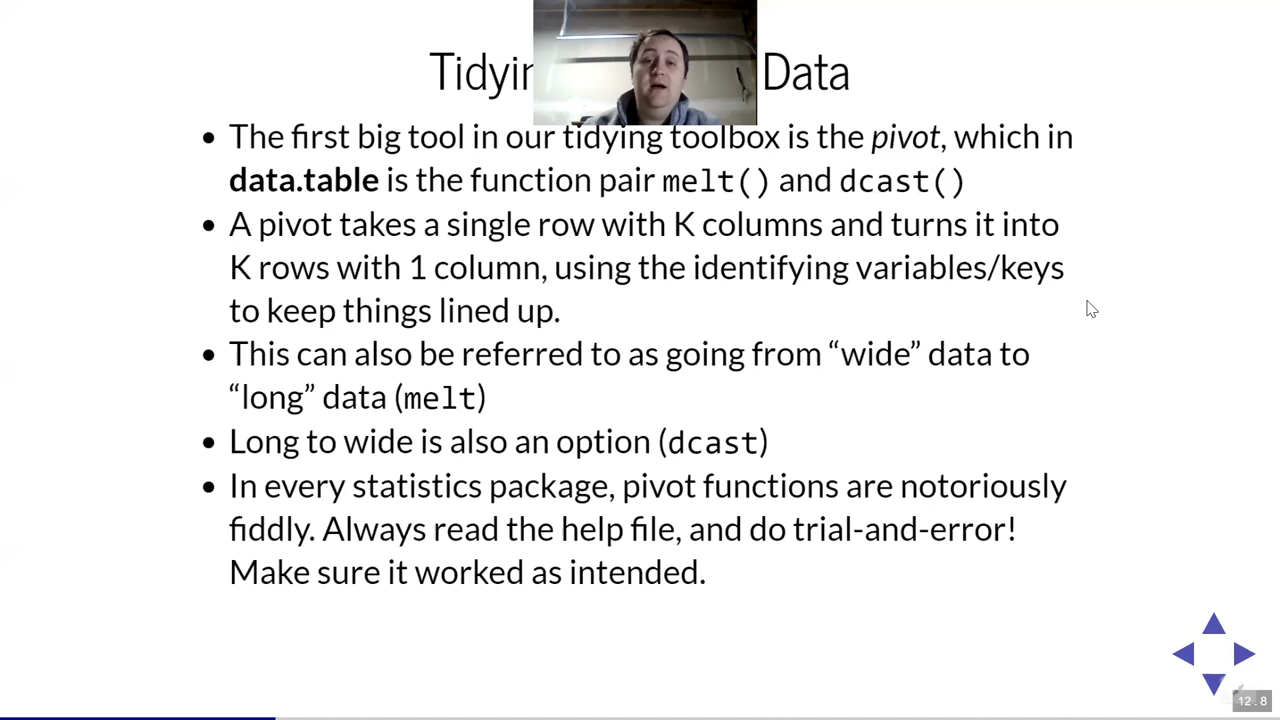 Tidyin Data
• The first big tool in our tidying toolbox is the pivot, which in
data.table is the function pair melt() and dcast()
• A pivot takes a single row with K columns and turns it into
K rows with 1 column, using the identifying variables/keys
to keep things lined up.
• This can also be referred to as going from “wide” data to
“long” data (melt)
• Long to wide is also an option (dcast)
• In every statistics package, pivot functions are notoriously
fiddly. Always read the help file, and do trial-and-error!
Make sure it worked as intended.
12.8